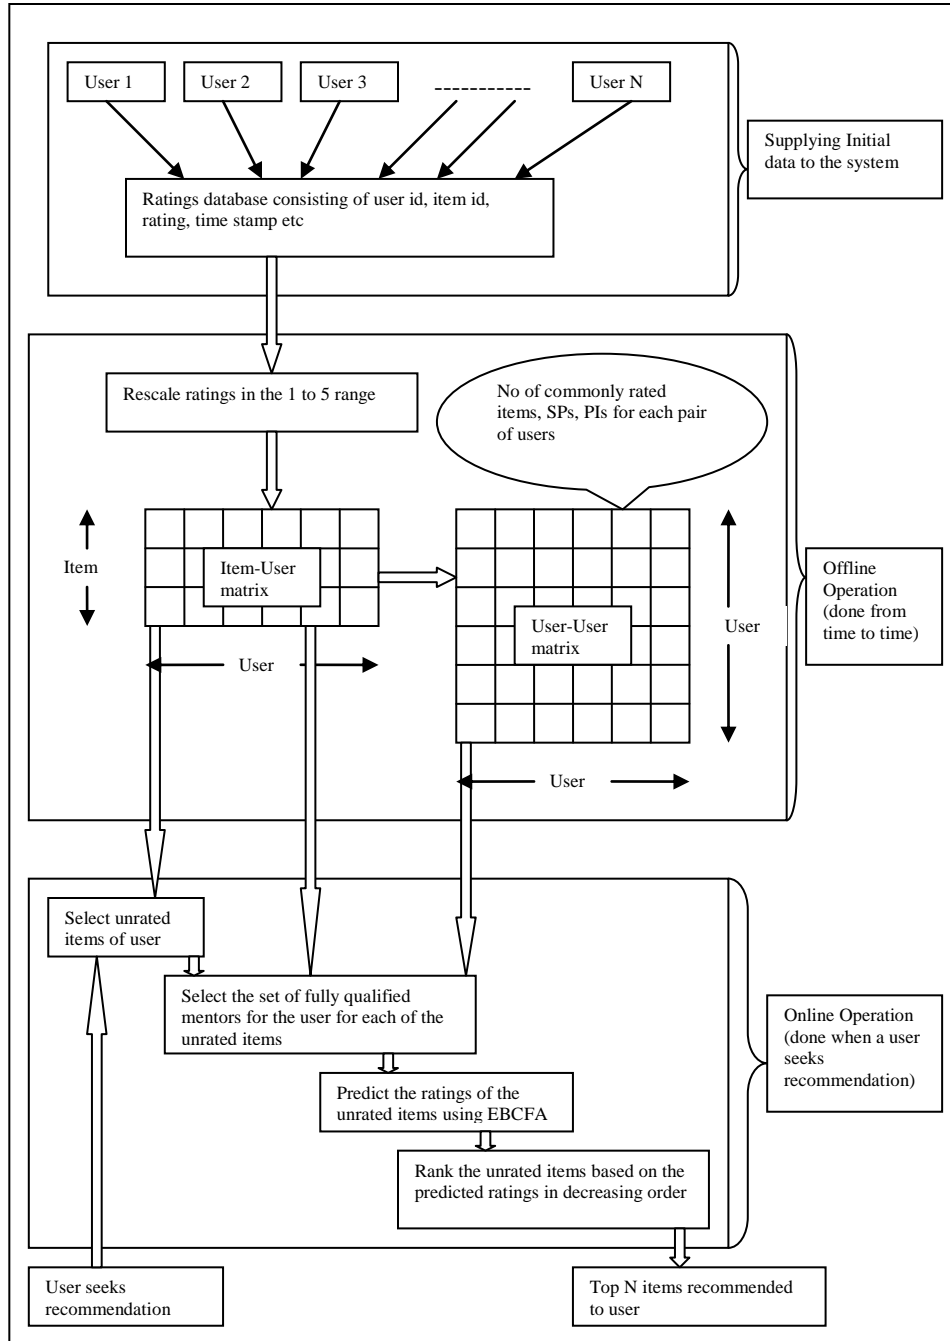 User 1
User 2
User 3
-----------
User N
Supplying Initial
data to the system
Ratings database consisting of user id, item id,
rating, time stamp etc
Rescale ratings in the 1 to 5 range
No of commonly rated
items, SPs, PIs for each pair
of users
Item
Item-User
matrix
User
User-User
matrix
User
User
Offline
Operation
(done from
time to time)
Select unrated
items of user
Select the set of fully qualified
mentors for the user for each of the
unrated items
Predict the ratings of the
unrated items using EBCFA
Rank the unrated items based on the
predicted ratings in decreasing order
Online Operation
(done when a user
seeks
recommendation)
User seeks
recommendation
Top N items recommended
to user